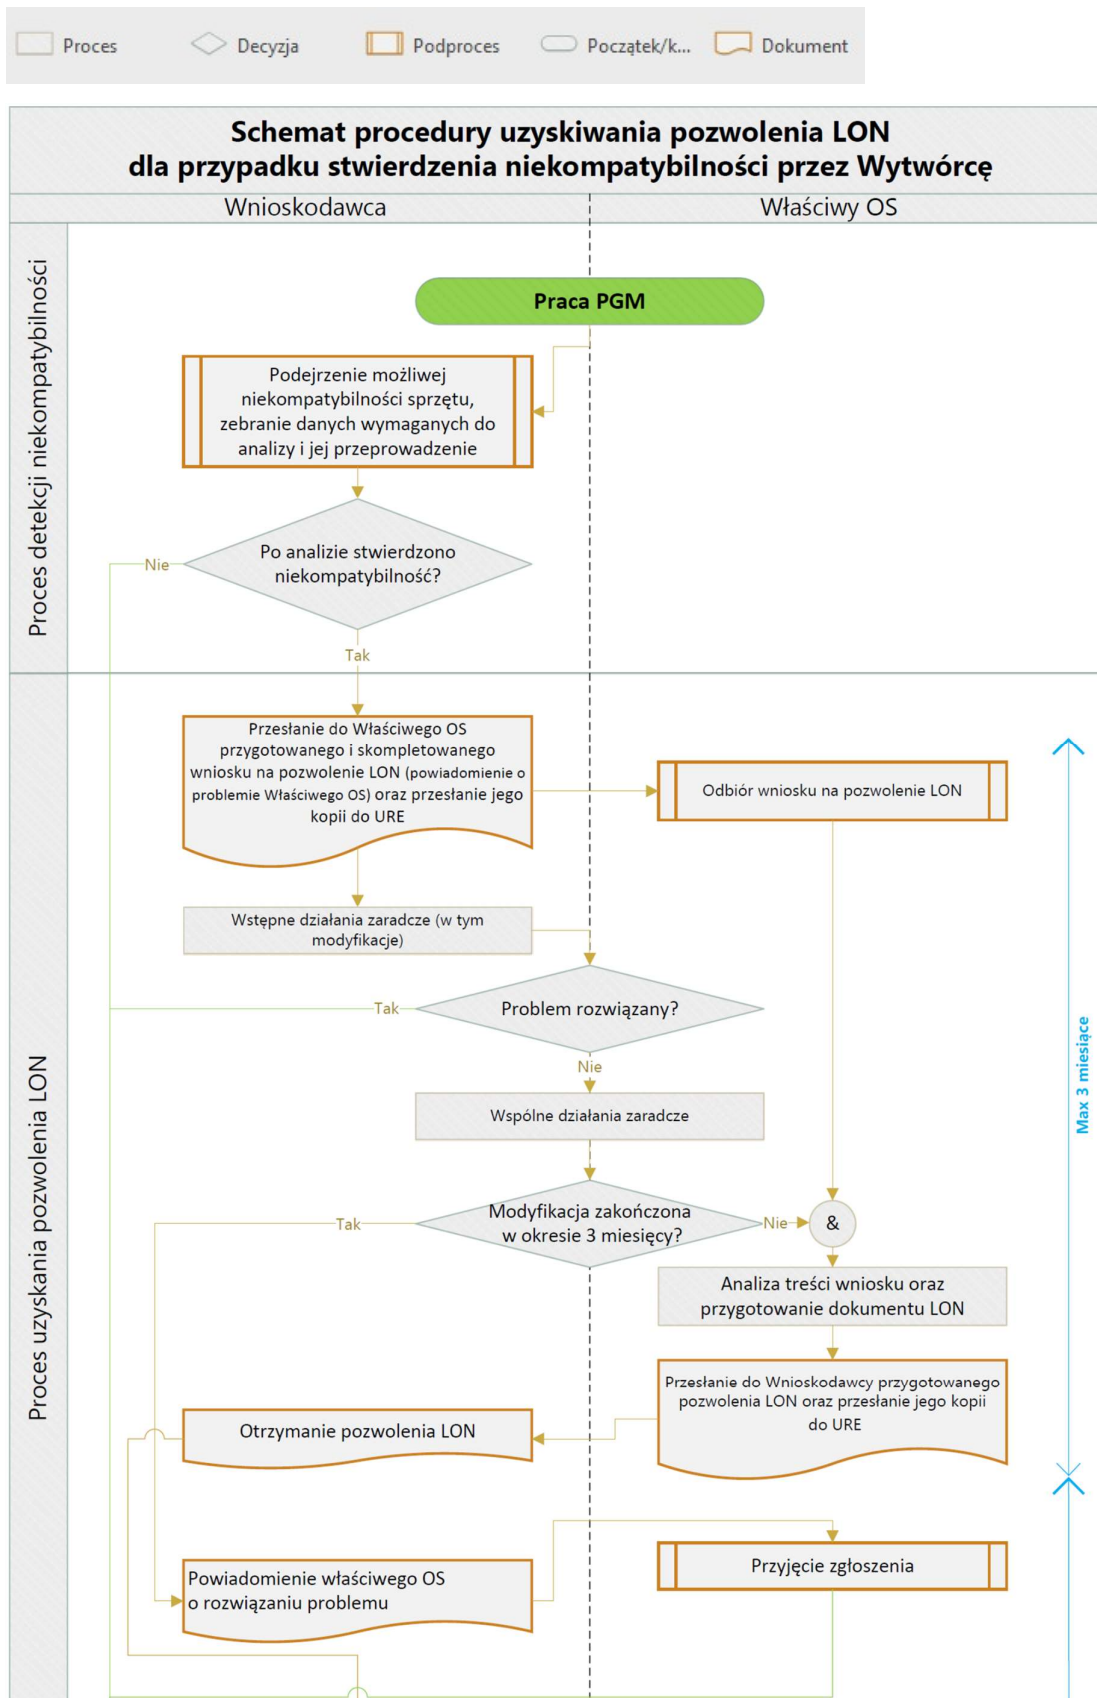 Proces
Decyzja
Podproces
Początek/k...
Dokument
Schemat procedury uzyskiwania pozwolenia LON
dla przypadku stwierdzenia niekompatybilności przez Wytwórcę
Wnioskodawca
Właściwy OS
Proces detekcji niekompatybilności
Praca PGM
Podejrzenie możliwej
niekompatybilności sprzętu,
zebranie danych wymaganych do
analizy i jej przeprowadzenie
Po analizie stwierdzono
niekompatybilność?
Nie
Tak
Proces uzyskania pozwolenia LON
Przesłanie do Właściwego OS
przygotowanego i skompletowanego
wniosku na pozwolenie LON (powiadomienie o
problemie Właściwego OS) oraz przesłanie jego
kopii do URE
Odbiór wniosku na pozwolenie LON
Wstępne działania zaradcze (w tym
modyfikacje)
Problem rozwiązany?
Tak
Nie
Max 3 miesiące
Wspólne działania zaradcze
Modyfikacja zakończona
w okresie 3 miesięcy?
Tak
Nie
&
Analiza treści wniosku oraz
przygotowanie dokumentu LON
Przesłanie do Wnioskodawcy przygotowanego
pozwolenia LON oraz przesłanie jego kopii
do URE
Otrzymanie pozwolenia LON
Przyjęcie zgłoszenia
Powiadomienie właściwego OS
o rozwiązaniu problemu